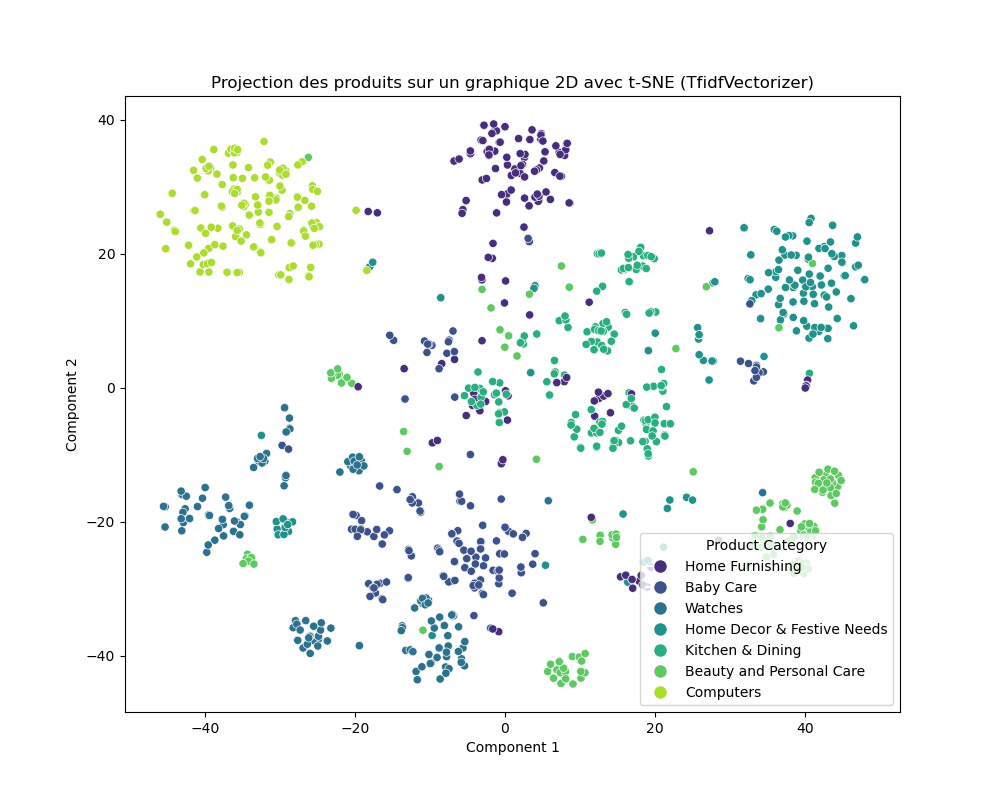 Projection des produits sur un graphique 2D avec t-SNE (TfidfVectorizer)
40
20
0
−20
−40
Component 2
−40
−20
0
20
40
Component 1
Product Category
Home Furnishing
Baby Care
Watches
Home Decor & Festive Needs
Kitchen & Dining
Beauty and Personal Care
Computers